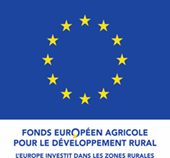 FONDS EUROPÉEN AGRICOLE
POUR LE DÉVELOPPEMENT RURAL
L'EUROPE INVESTIT DANS LES ZONES RURALES